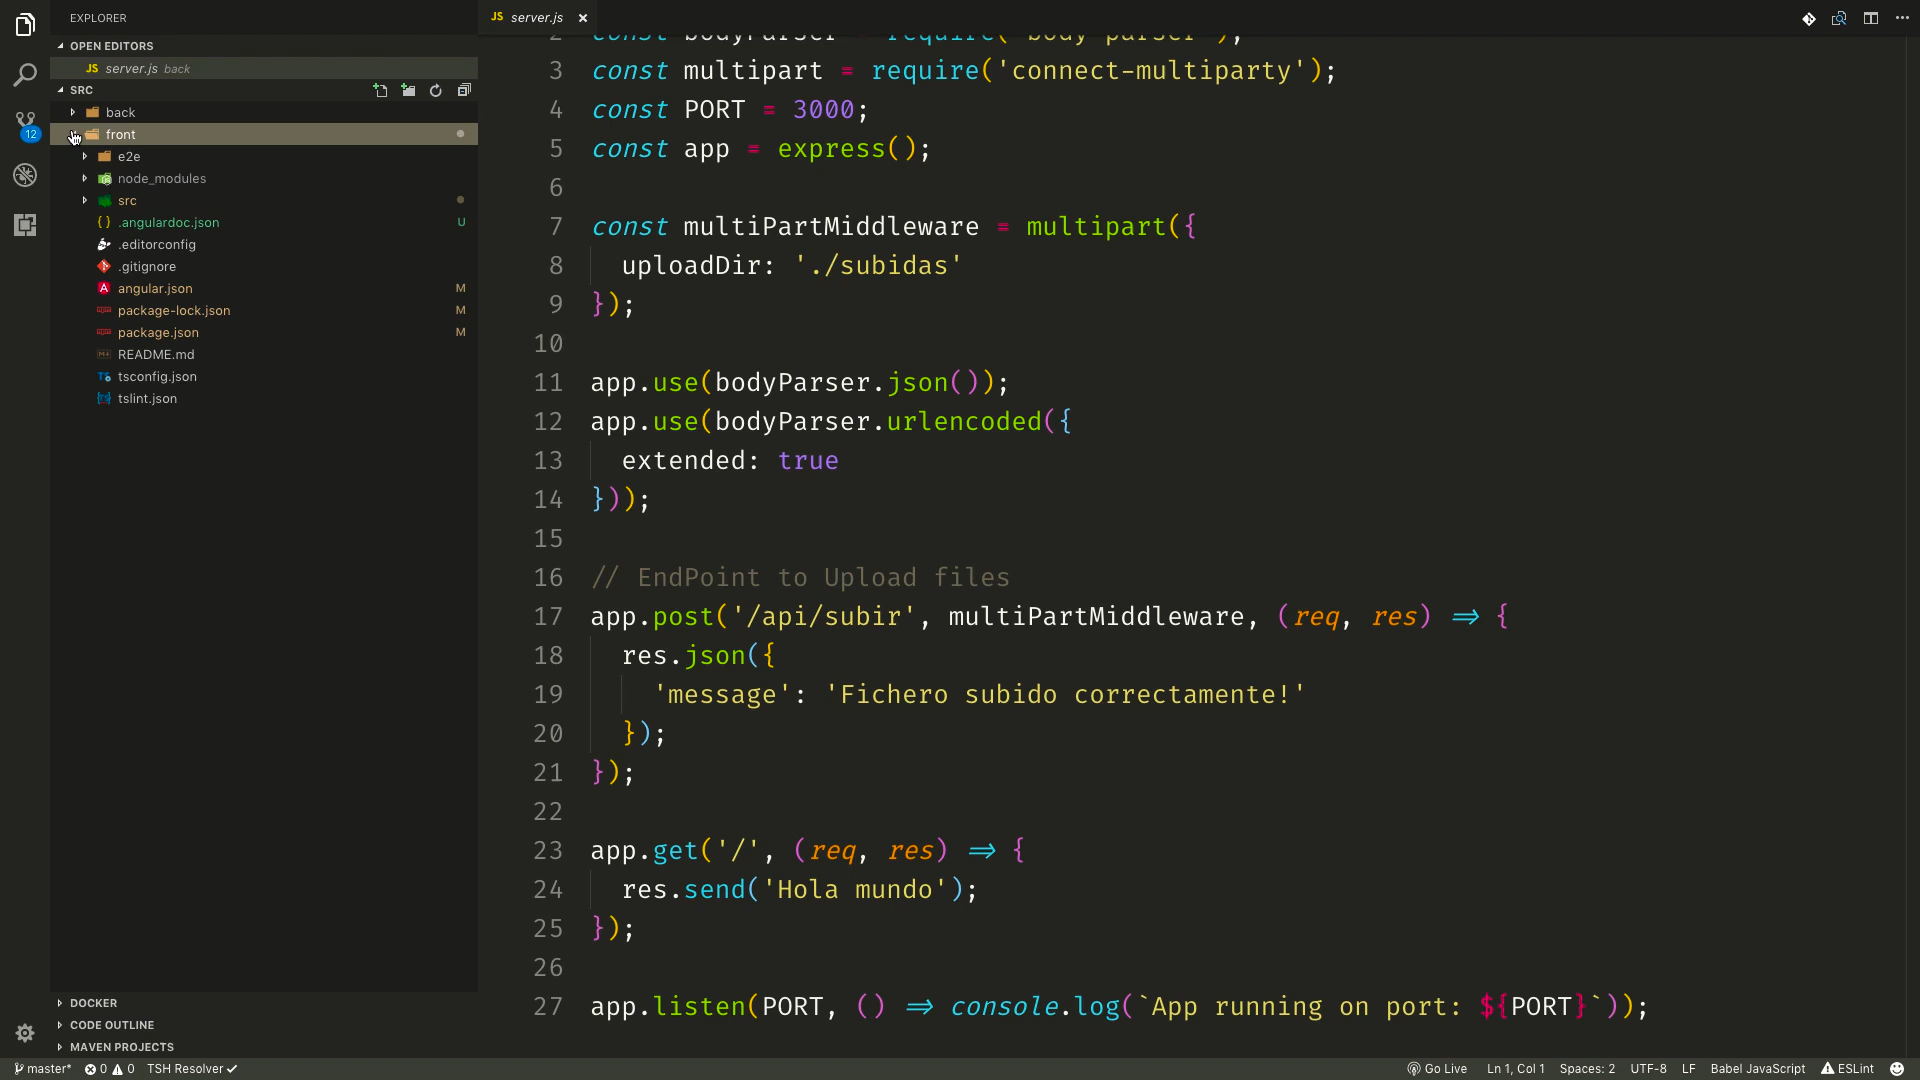 EXPLORER
OPEN EDITORS
JS server.js back
SRC
back
front
e2e
node_modules
src
{} .angulardoc.json U
.editorconfig
.gitignore
angular.json M
package-lock.json M
package.json M
README.md
tsconfig.json
tslint.json
DOCKER
CODE OUTLINE
MAVEN PROJECTS
12
JS server.js ×
2 const bodyParser = require('body-parser');
3 const multipart = require('connect-multiparty');
4 const PORT = 3000;
5 const app = express();
6
7 const multiPartMiddleware = multipart({
8 uploadDir: './subidas'
9 });
10
11 app.use(bodyParser.json());
12 app.use(bodyParser.urlencoded({
13 extended: true
14 }));
15
16 // EndPoint to Upload files
17 app.post('/api/subir', multiPartMiddleware, (req, res) => {
18 res.json({
19 'message': 'Fichero subido correctamente!'
20 });
21 });
22
23 app.get('/', (req, res) => {
24 res.send('Hola mundo');
25 });
26
27 app.listen(PORT, () => console.log(`App running on port: ${PORT}`));
master* 0 0 TSH Resolver ✓ Go Live Ln 1, Col 1 Spaces: 2 UTF-8 LF Babel JavaScript ESLint